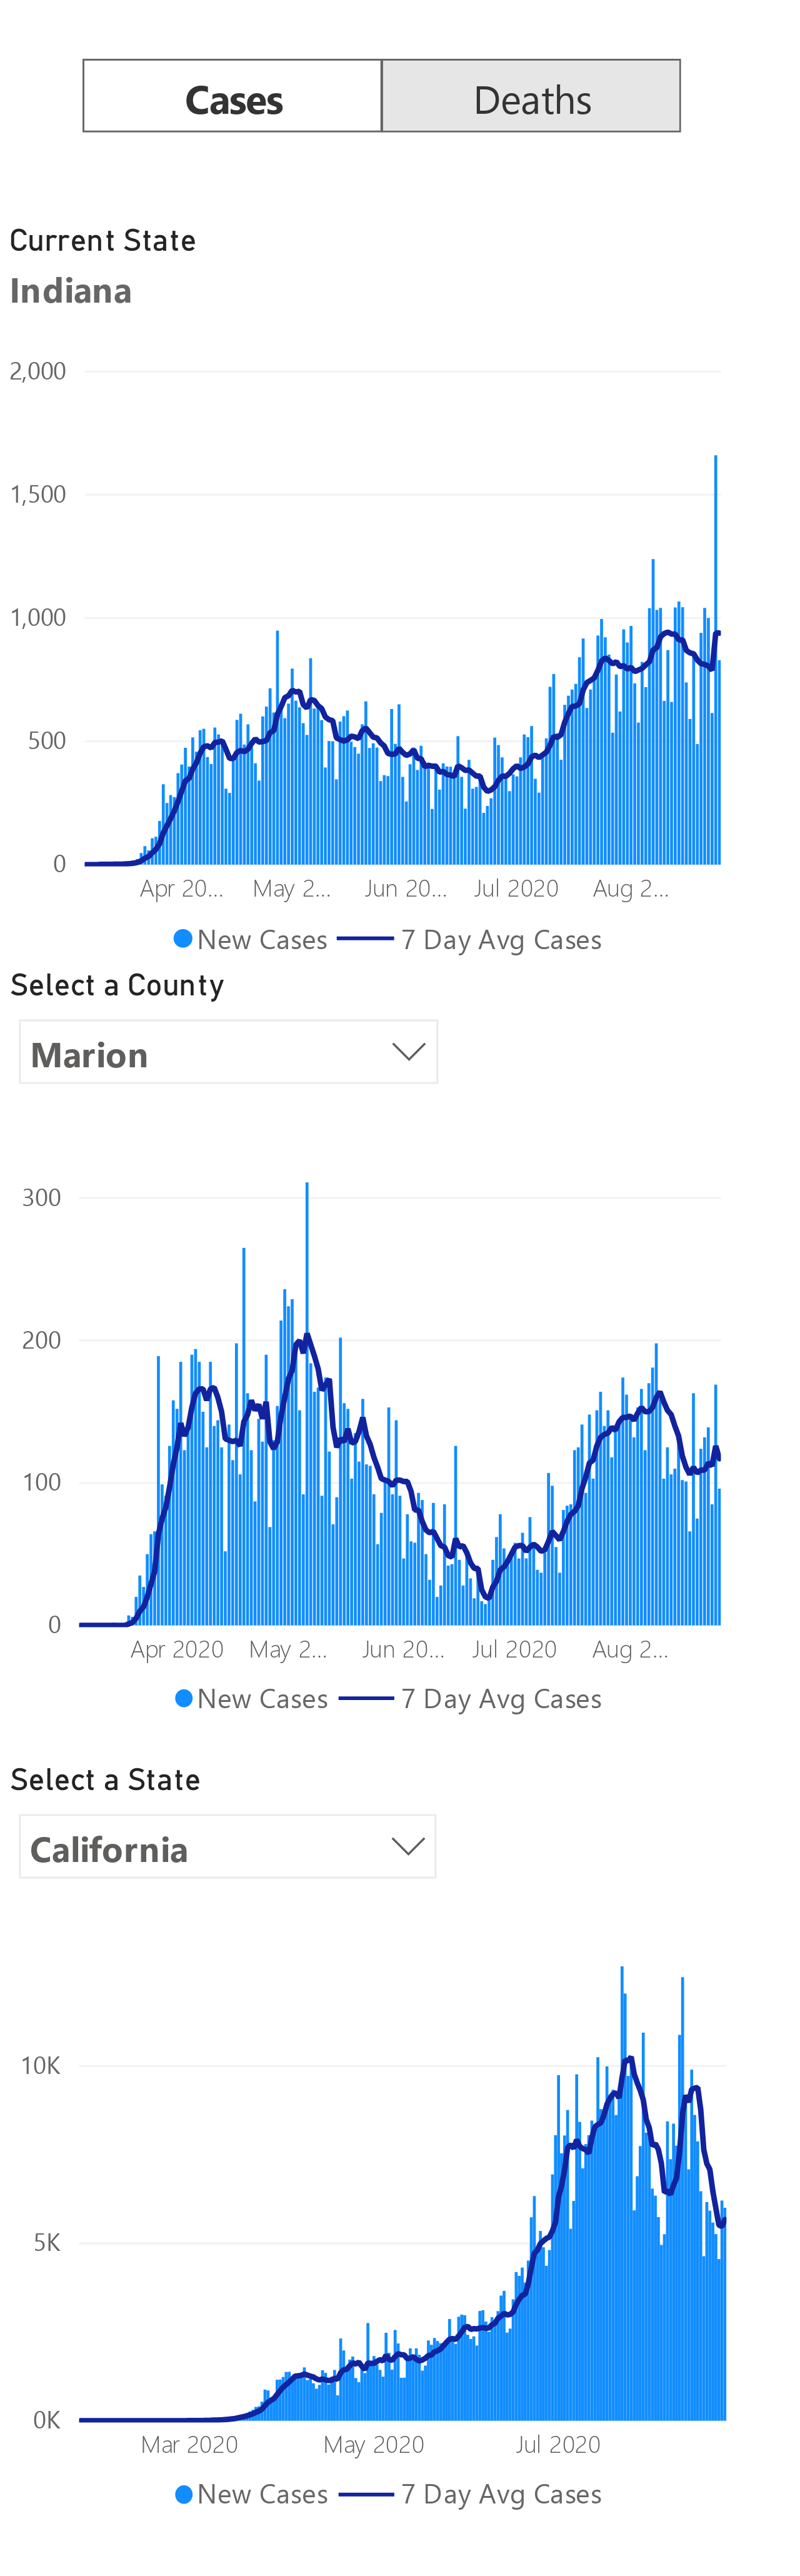 Cases Deaths
Current State
Indiana
2,000
1,500
1,000
500
0
Apr 20... May 2... Jun 20... Jul 2020 Aug 2...
New Cases 7 Day Avg Cases
Select a County
Marion
300
200
100
0
Apr 2020 May 2... Jun 20... Jul 2020 Aug 2...
New Cases 7 Day Avg Cases
Select a State
California
10K
5K
0K
Mar 2020 May 2020 Jul 2020
New Cases 7 Day Avg Cases